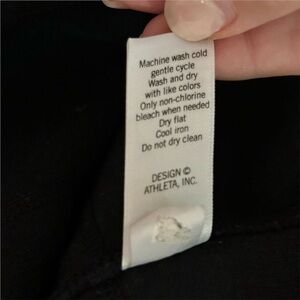 Machine wash cold
gentle cycle
Wash and dry
with like colors
Only non-chlorine
bleach when needed
Dry flat
Cool iron
Do not dry clean
DESIGN ©
ATHLETA, INC.